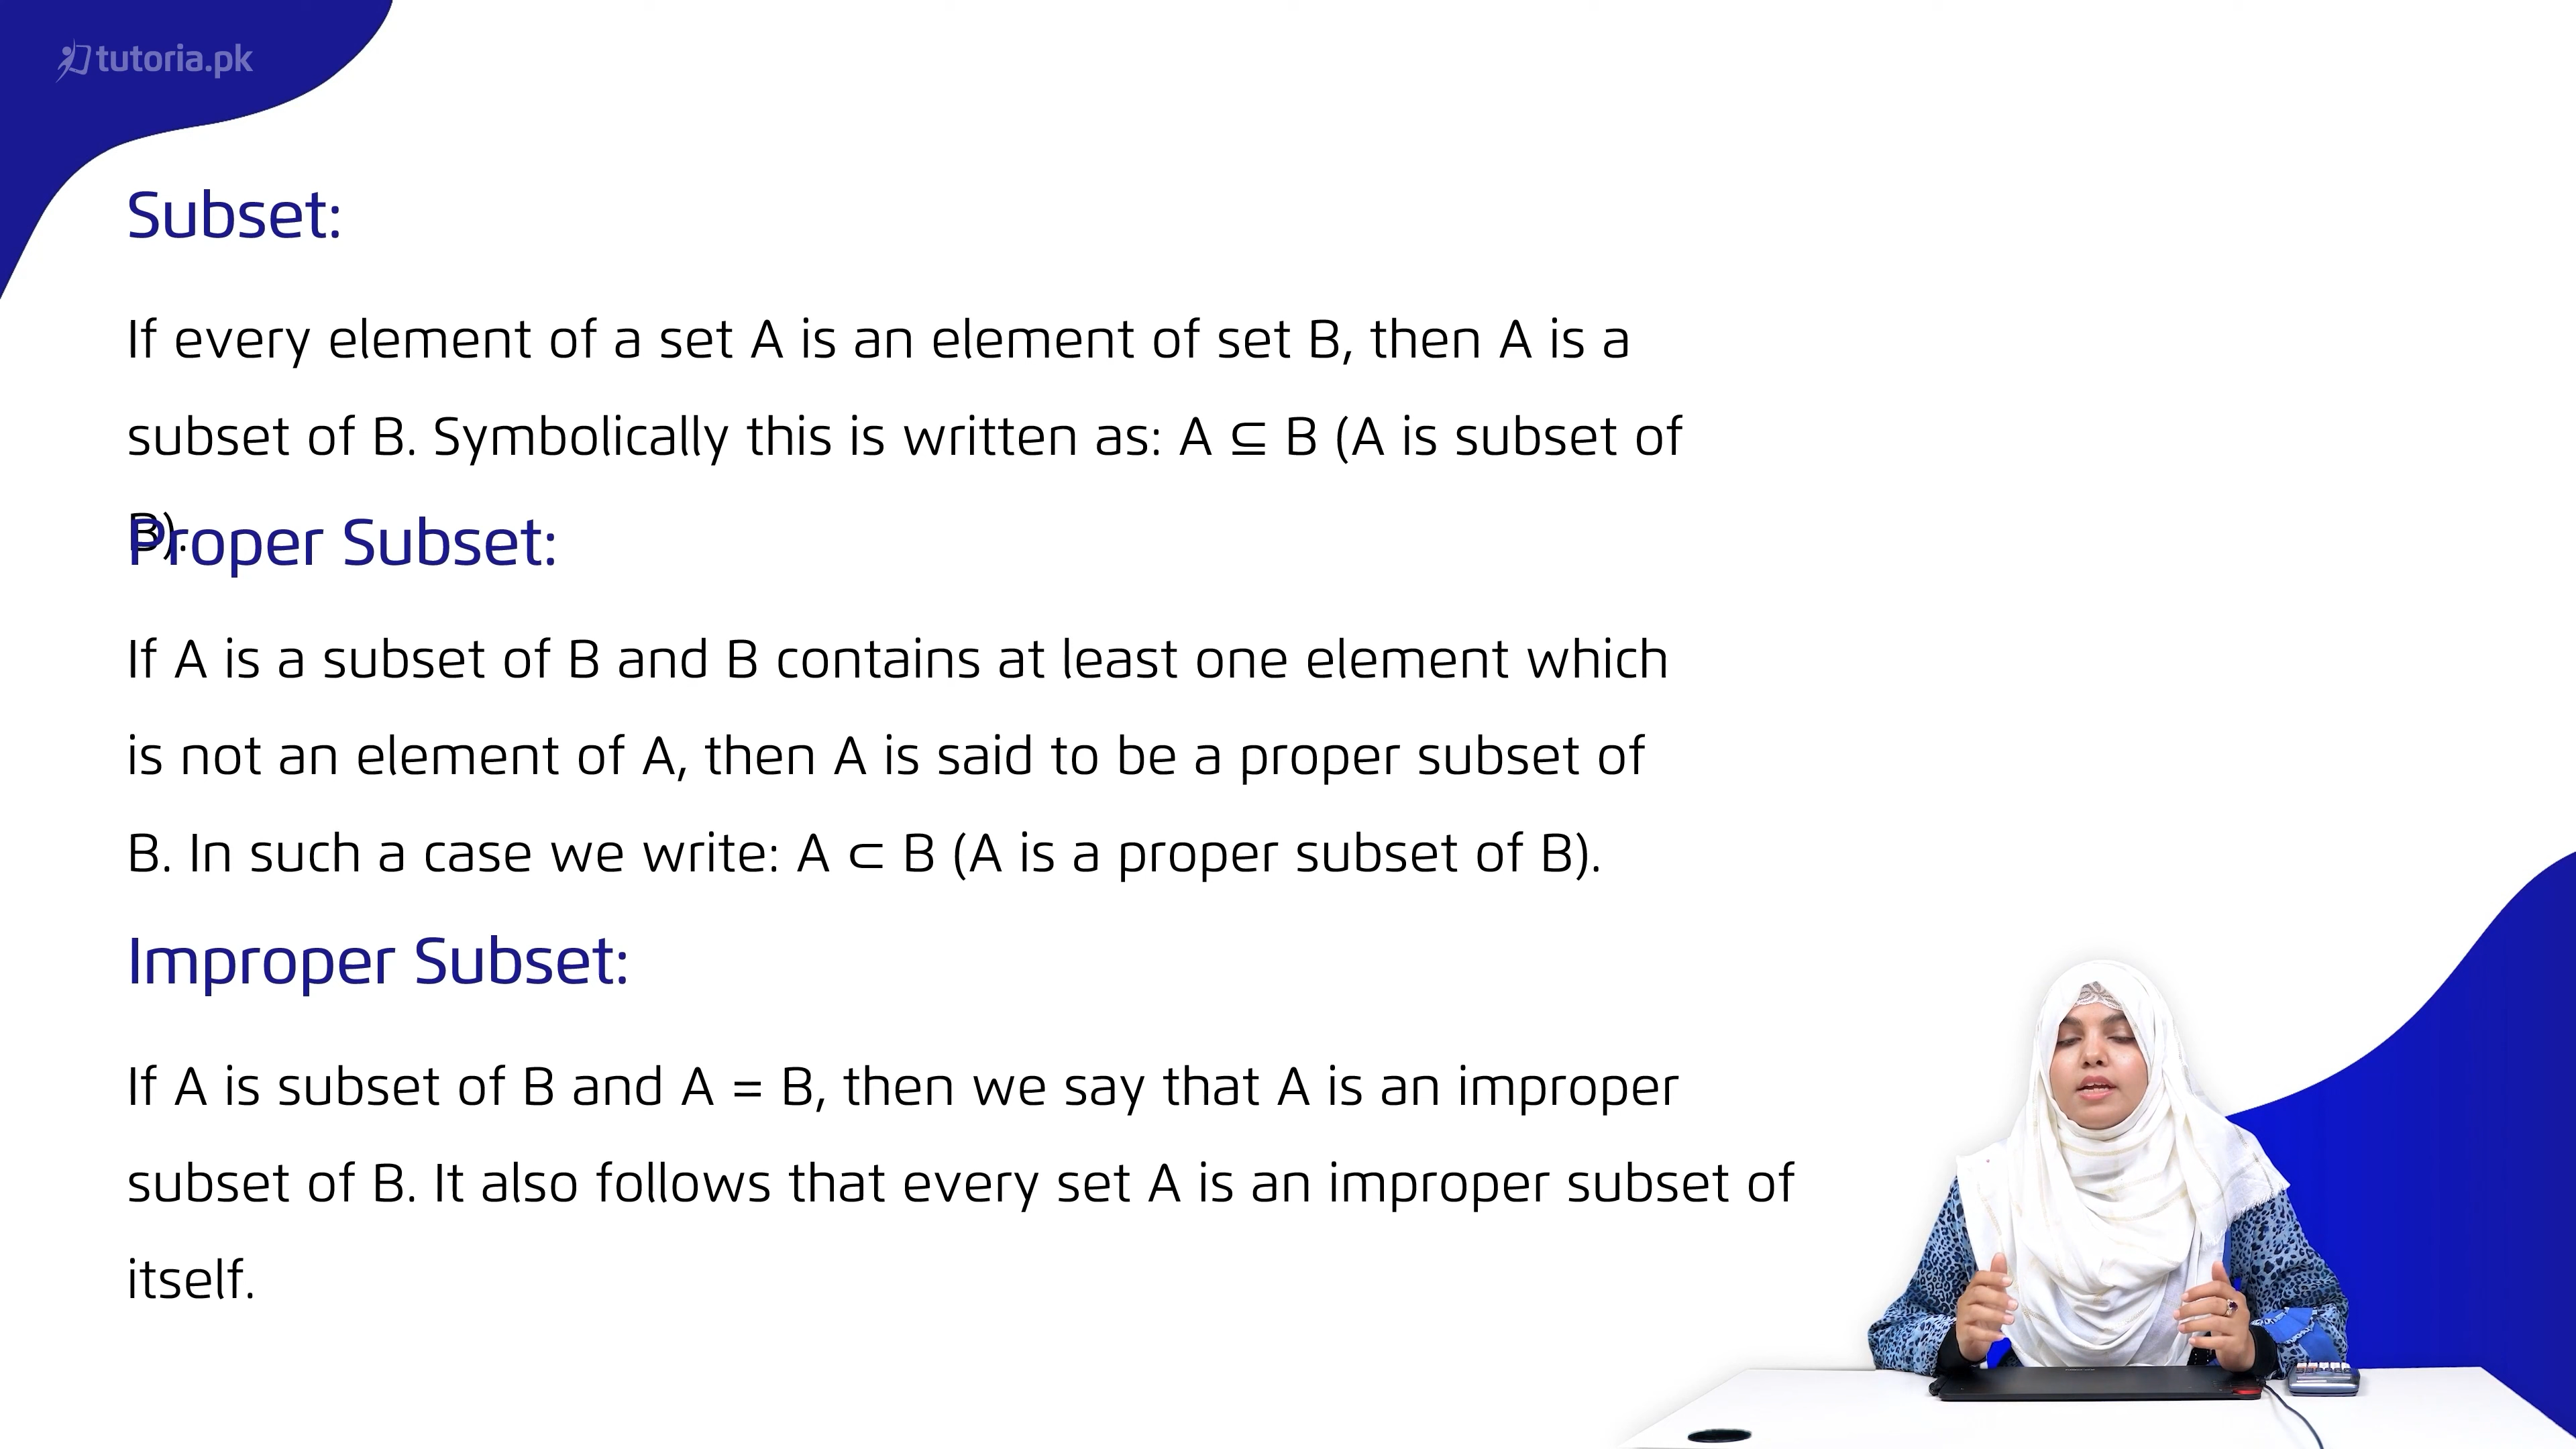 tutoria.pk
Subset:
If every element of a set A is an element of set B, then A is a
subset of B. Symbolically this is written as: A ⊆ B (A is subset of
B).
Proper Subset:
If A is a subset of B and B contains at least one element which
is not an element of A, then A is said to be a proper subset of
B. In such a case we write: A ⊂ B (A is a proper subset of B).
Improper Subset:
If A is subset of B and A = B, then we say that A is an improper
subset of B. It also follows that every set A is an improper subset of
itself.